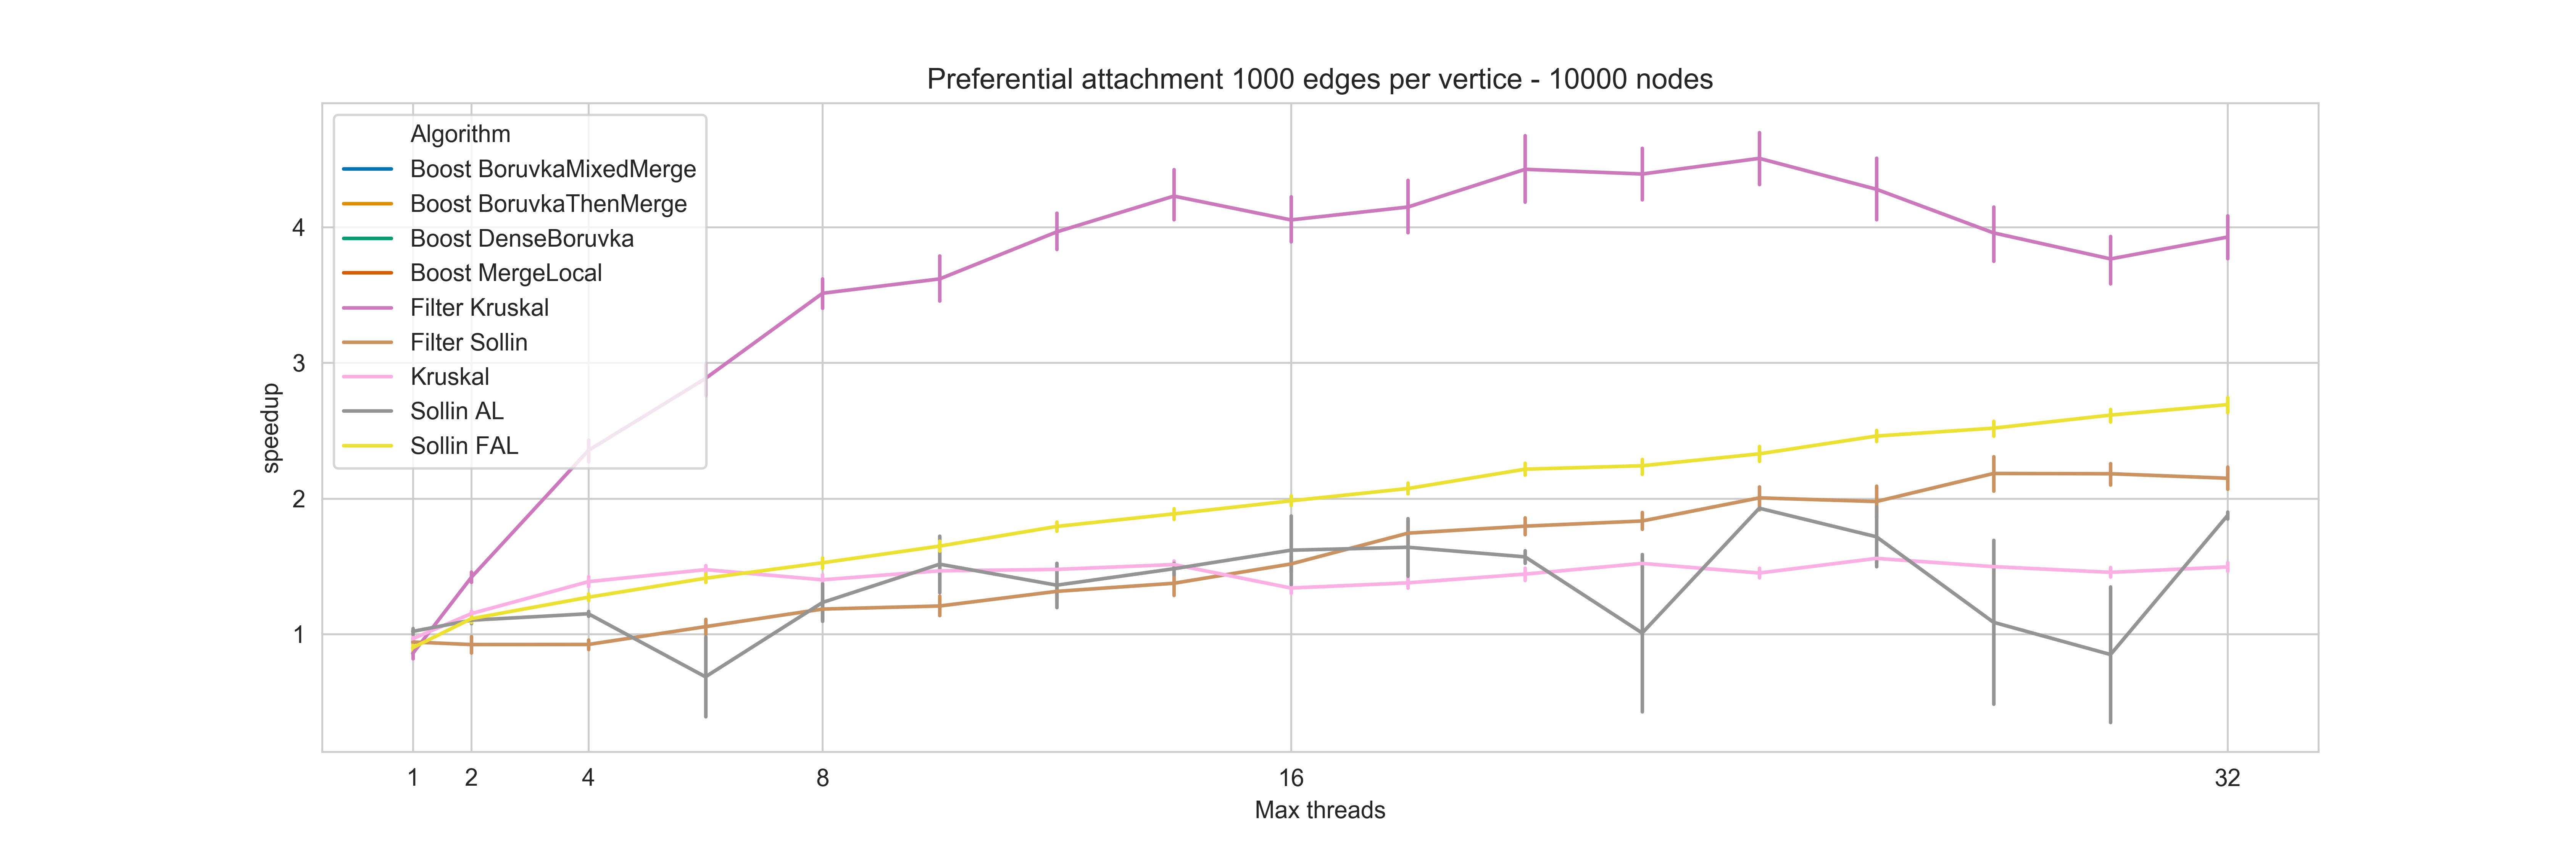 Preferential attachment 1000 edges per vertice - 10000 nodes
Algorithm
Boost BoruvkaMixedMerge
Boost BoruvkaThenMerge
Boost DenseBoruvka
Boost MergeLocal
Filter Kruskal
Filter Sollin
Kruskal
Sollin AL
Sollin FAL
speedup
4
3
2
1
1 2 4 8 16 32
Max threads